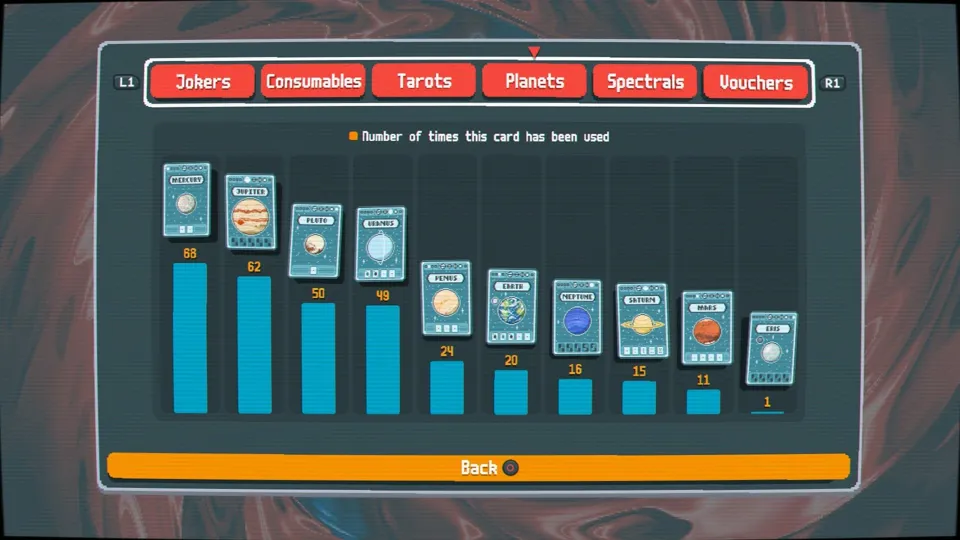 L1 Jokers Consumables Tarots Planets Spectrals Vouchers R1
Number of times this card has been used
MERCURY
JUPITER
PLUTO
URANUS
68
62
50
49
VENUS
EARTH
NEPTUNE
SATURN
MARS
ERIS
24
20
16
15
11
1
Back